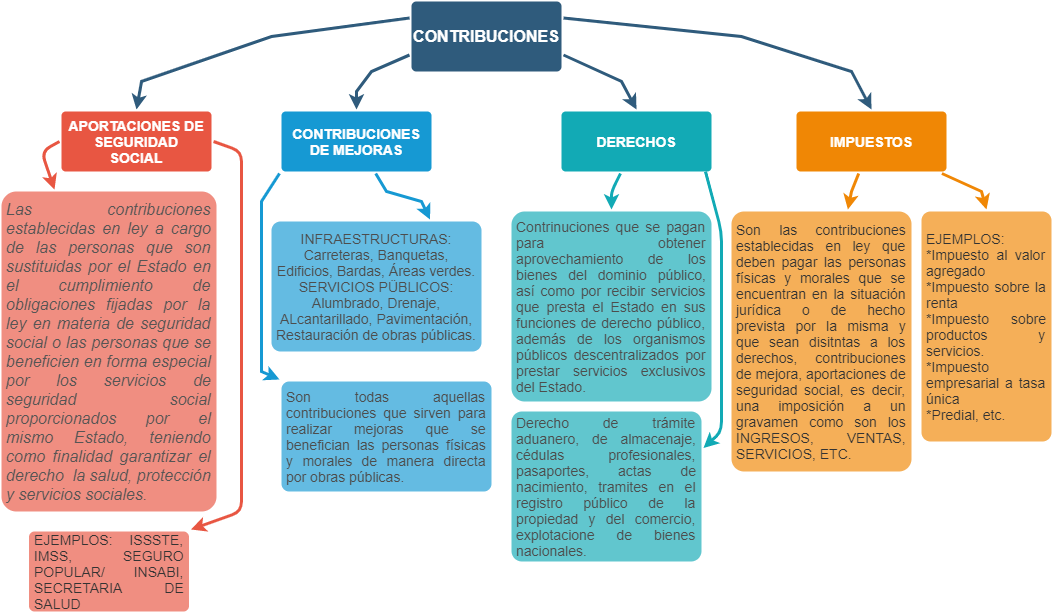 CONTRIBUCIONES
APORTACIONES DE
SEGURIDAD
SOCIAL
Las contribuciones
establecidas en ley a cargo
de las personas que son
sustituidas por el Estado en
el cumplimiento de
obligaciones fijadas por la
ley en materia de seguridad
social o las personas que se
beneficien en forma especial
por los servicios de
seguridad social
proporcionados por el
mismo Estado, teniendo
como finalidad garantizar el
derecho la salud, protección
y servicios sociales.
EJEMPLOS: ISSSTE,
IMSS, SEGURO
POPULAR/ INSABI,
SECRETARIA DE
SALUD
CONTRIBUCIONES
DE MEJORAS
INFRAESTRUCTURAS:
Carreteras, Banquetas,
Edificios, Bardas, Áreas verdes.
SERVICIOS PÚBLICOS:
Alumbrado, Drenaje,
ALcantarillado, Pavimentación,
Restauración de obras públicas.
Son todas aquellas
contribuciones que sirven para
realizar mejoras que se
benefician las personas físicas
y morales de manera directa
por obras públicas.
DERECHOS
Contrinuciones que se pagan
para obtener
aprovechamiento de los
bienes del dominio público,
así como por recibir servicios
que presta el Estado en sus
funciones de derecho público,
además de los organismos
públicos descentralizados por
prestar servicios exclusivos
del Estado.
Derecho de trámite
aduanero, de almacenaje,
cédulas profesionales,
pasaportes, actas de
nacimiento, tramites en el
registro público de la
propiedad y del comercio,
explotacione de bienes
nacionales.
IMPUESTOS
Son las contribuciones
establecidas en ley que
deben pagar las personas
físicas y morales que se
encuentran en la situación
jurídica o de hecho
prevista por la misma y
que sean disitntas a los
derechos, contribuciones
de mejora, aportaciones de
seguridad social, es decir,
una imposición a un
gravamen como son los
INGRESOS, VENTAS,
SERVICIOS, ETC.
EJEMPLOS:
*Impuesto al valor
agregado
*Impuesto sobre la
renta
*Impuesto sobre
productos y
servicios.
*Impuesto
empresarial a tasa
única
*Predial, etc.